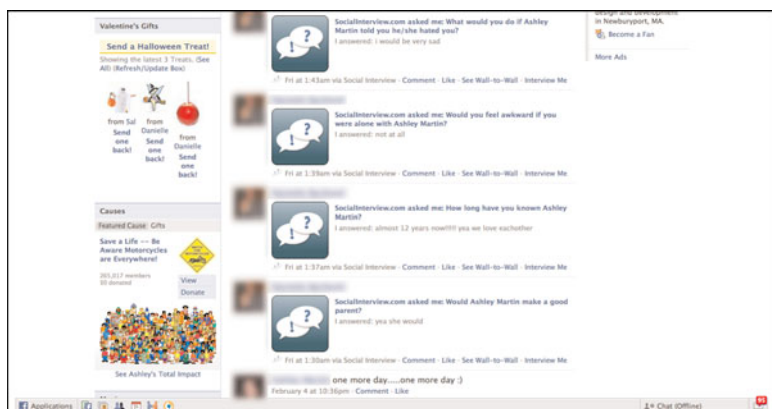 Valentine's Gifts
Send a Halloween Treat!
Showing the latest 3 Treats. (See
All) (Refresh/Update Box)
from Sal
Send
one
back!
from
Danielle
Send
one
back!
from
Danielle
Send
one
back!
Causes
Featured Cause Gifts
Save a Life -- Be
Aware Motorcycles
are Everywhere!
View
Donate
See Ashley's Total Impact
SocialInterview.com asked me: What would you do if Ashley
Martin told you he/she hated you?
I answered: i would be very sad
Fri at 1:43am via Social Interview · Comment · Like · See Wall-to-Wall · Interview Me
SocialInterview.com asked me: Would you feel awkward if you
were alone with Ashley Martin?
I answered: not at all
Fri at 1:39am via Social Interview · Comment · Like · See Wall-to-Wall · Interview Me
SocialInterview.com asked me: How long have you known Ashley
Martin?
I answered: almost 12 years now!!!!! yea we love eachother
Fri at 1:37am via Social Interview · Comment · Like · See Wall-to-Wall · Interview Me
SocialInterview.com asked me: Would Ashley Martin make a good
parent?
I answered: yea she would
Fri at 1:30am via Social Interview · Comment · Like · See Wall-to-Wall · Interview Me
one more day.....one more day :)
February 4 at 10:36pm · Comment · Like
design and development
in Newburyport, MA.
Become a Fan
More Ads
Applications
Chat (Offline)
95